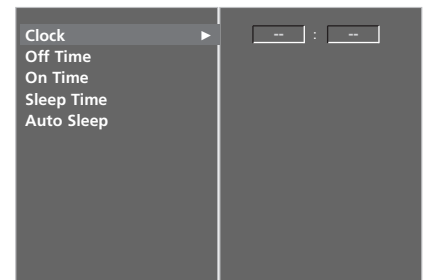 Clock ► -- : --
Off Time
On Time
Sleep Time
Auto Sleep